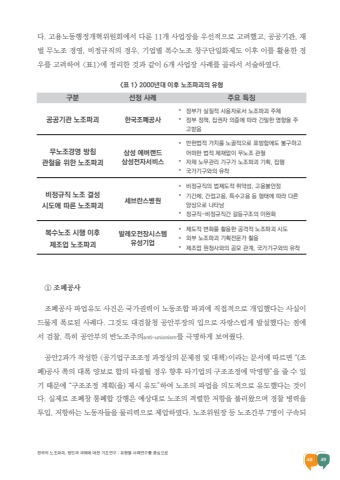 다. 고용노동행정개혁위원회에서 다룬 11개 사업장을 우선적으로 고려했고, 공공기관, 재
벌 무노조 경영, 비정규직의 경우, 기업별 복수노조 창구단일화제도 이후 이를 활용한 경
우를 고려하여 <표1>에 정리한 것과 같이 6개 사업장 사례를 골라서 서술하였다.
<표 1> 2000년대 이후 노조파괴의 유형
구분 선정 사례 주요 특징
공공기관 노조파괴 한국조폐공사
• 정부가 실질적 사용자로서 노조파괴 주체
• 정부 정책, 집권자 의중에 따라 긴밀한 영향을 주
고받음
무노조경영 방침
관철을 위한 노조파괴
삼성 에버랜드
삼성전자서비스
• 반헌법적 가치를 노골적으로 표방함에도 불구하고
어떠한 법적 제재없이 무노조 관철
• 자체 노무관리 기구가 노조파괴 기획, 집행
• 국가기구와의 유착
비정규직 노조 결성
시도에 따른 노조파괴
세브란스병원
• 비정규직의 법제도적 취약성, 고용불안정
• 기간제, 간접고용, 특수고용 등 형태에 따라 다른
양상으로 나타남
• 정규직-비정규직간 갈등구조의 이원화
복수노조 시행 이후
제조업 노조파괴
발레오전장시스템
유성기업
• 제도적 변화를 활용한 공격적 노조파괴 시도
• 외부 노조파괴 기획전문가 활용
• 제조업 원청사와의 공모 관계, 국가기구와의 유착
① 조폐공사
조폐공사 파업유도 사건은 국가권력이 노동조합 파괴에 직접적으로 개입했다는 사실이
드물게 폭로된 사례다. 그것도 대검찰청 공안부장의 입으로 자랑스럽게 발설했다는 점에
서 검찰, 특히 공안부의 반노조주의anti-unionism를 극명하게 보여줬다.
공안2과가 작성한 <공기업구조조정 과정상의 문제점 및 대책>이라는 문서에 따르면 “(조
폐)공사 쪽의 대폭 양보로 합의 타결될 경우 향후 타기업의 구조조정에 악영향”을 줄 수 있
기 때문에 “구조조정 계획(을) 제시 유도”하여 노조의 파업을 의도적으로 유도했다는 것이
다. 실제로 조폐창 통폐합 강행은 예상대로 노조의 격렬한 저항을 불러왔으며 경찰 병력을
투입, 저항하는 노동자들을 물리력으로 제압하였다. 노조위원장 등 노조간부 7명이 구속되
한국의 노조파괴, 원인과 과제에 대한 기초연구 : 유형별 사례연구를 중심으로
48 49